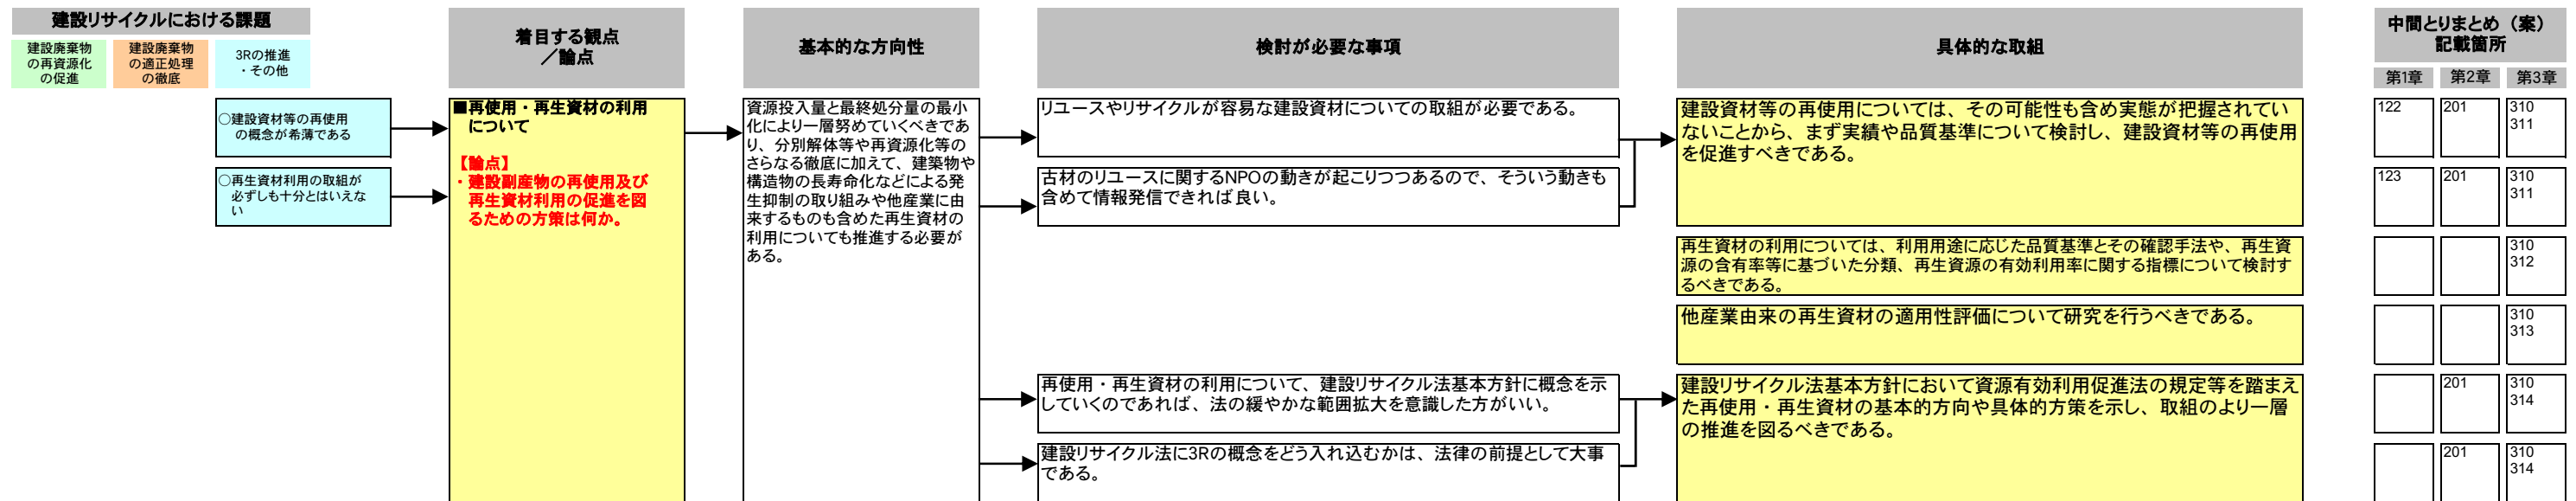 建設リサイクルにおける課題
建設廃棄物
の再資源化
の促進
建設廃棄物
の適正処理
の徹底
3Rの推進
・その他
着目する観点
／論点
基本的な方向性
検討が必要な事項
具体的な取組
中間とりまとめ（案）
記載箇所
第1章
第2章
第3章
○建設資材等の再使用
の概念が希薄である
○再生資材利用の取組が
必ずしも十分とはいえな
い
■再使用・再生資材の利用
について
【論点】
・建設副産物の再使用及び
再生資材利用の促進を図
るための方策は何か。
資源投入量と最終処分量の最小
化により一層努めていくべきであ
り、分別解体等や再資源化等の
さらなる徹底に加えて、建築物や
構造物の長寿命化などによる発
生抑制の取り組みや他産業に由
来するものも含めた再生資材の
利用についても推進する必要が
ある。
リユースやリサイクルが容易な建設資材についての取組が必要である。
古材のリユースに関するNPOの動きが起こりつつあるので、そういう動きも
含めて情報発信できれば良い。
再使用・再生資材の利用について、建設リサイクル法基本方針に概念を示
していくのであれば、法の緩やかな範囲拡大を意識した方がいい。
建設リサイクル法に3Rの概念をどう入れ込むかは、法律の前提として大事
である。
建設資材等の再使用については、その可能性も含め実態が把握されてい
ないことから、まず実績や品質基準について検討し、建設資材等の再使用
を促進すべきである。
再生資材の利用については、利用用途に応じた品質基準とその確認手法や、再生資
源の含有率等に基づいた分類、再生資源の有効利用率に関する指標について検討す
るべきである。
他産業由来の再生資材の適用性評価について研究を行うべきである。
建設リサイクル法基本方針において資源有効利用促進法の規定等を踏まえ
た再使用・再生資材の基本的方向や具体的方策を示し、取組のより一層
の推進を図るべきである。
122
201
310
311
123
201
310
311
310
312
310
313
201
310
314
201
310
314